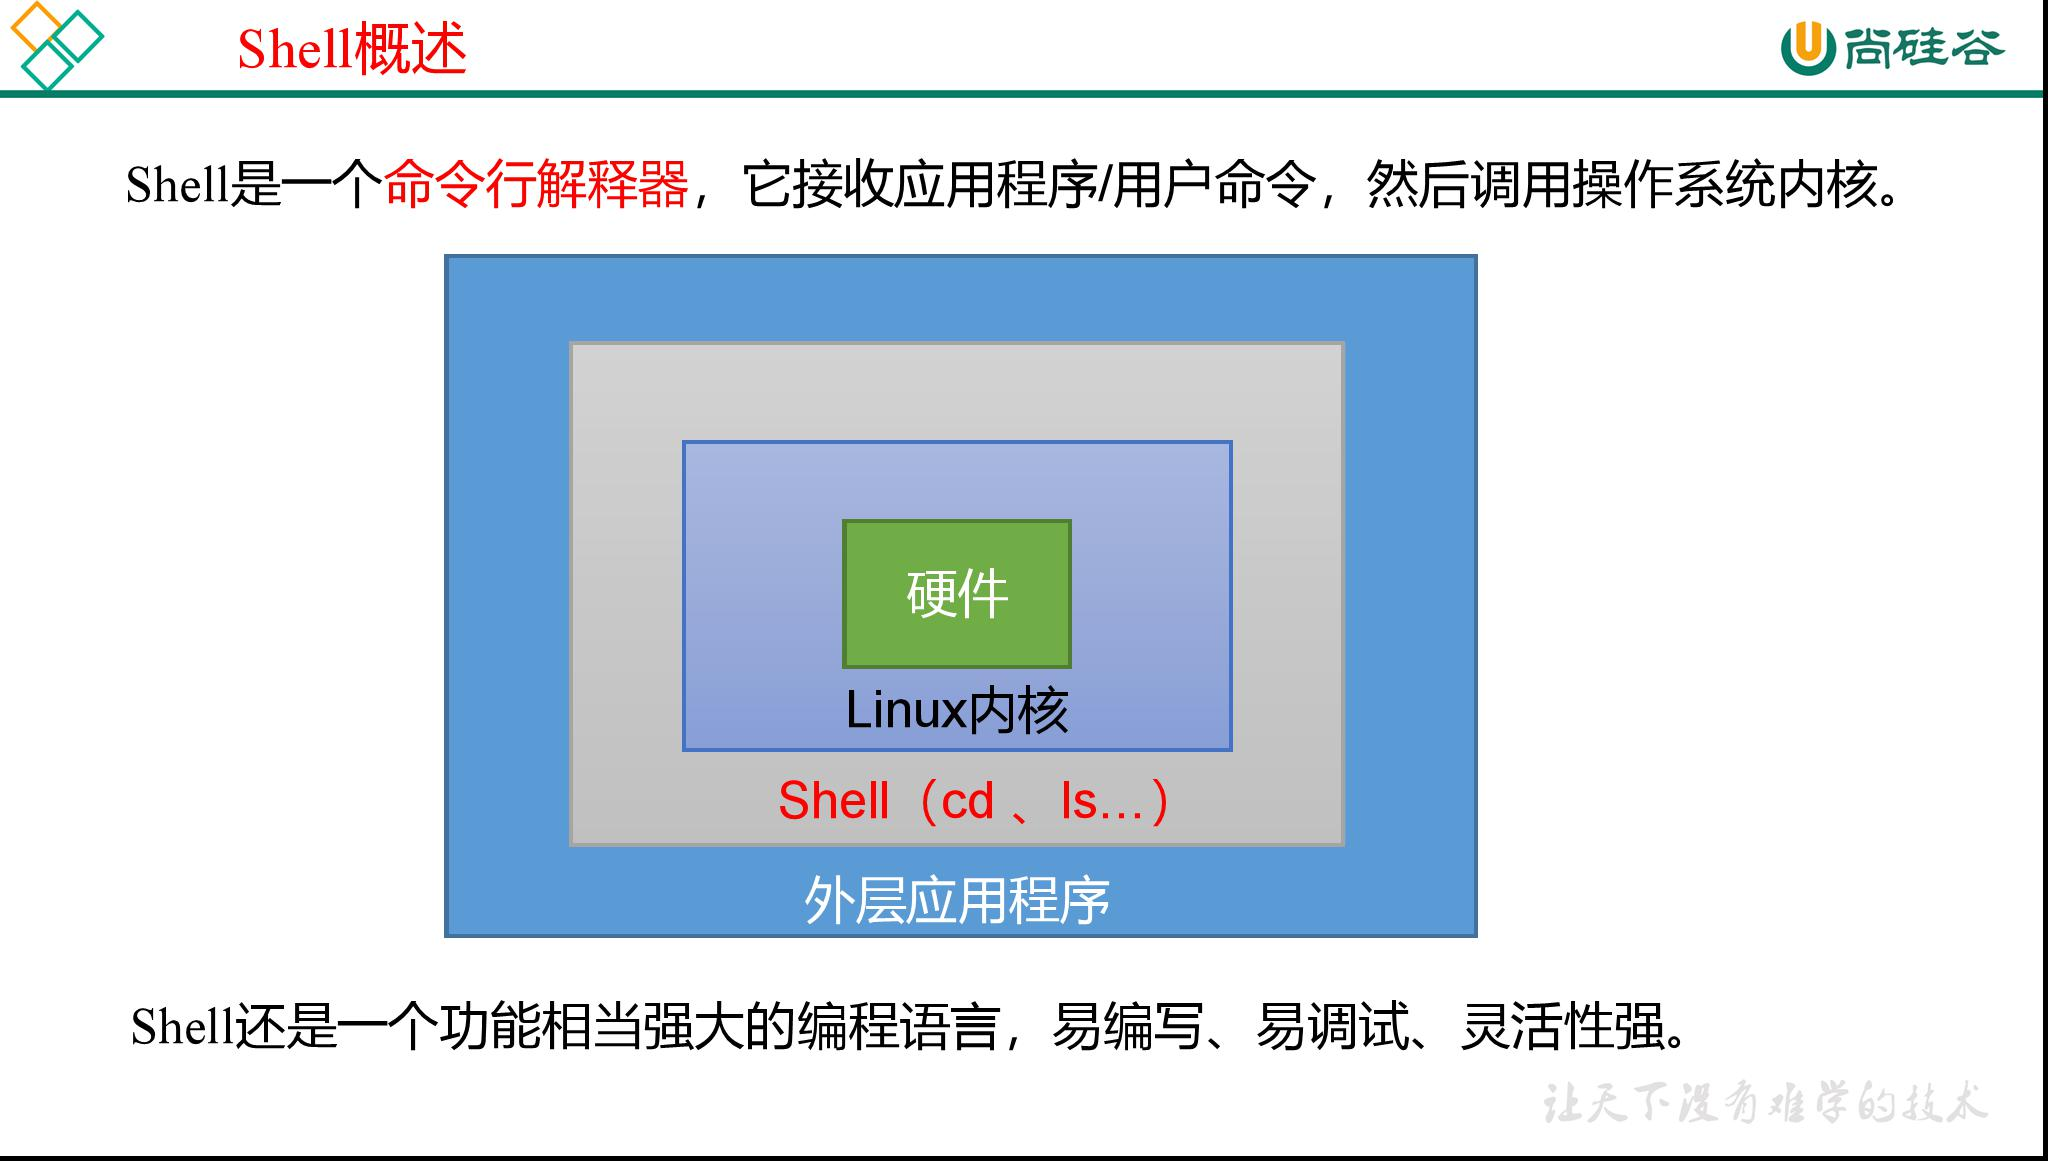 Shell概述
尚硅谷
Shell是一个命令行解释器，它接收应用程序/用户命令，然后调用操作系统内核。
硬件
Linux内核
Shell（cd 、ls…）
外层应用程序
Shell还是一个功能相当强大的编程语言，易编写、易调试、灵活性强。
让天下没有难学的技术